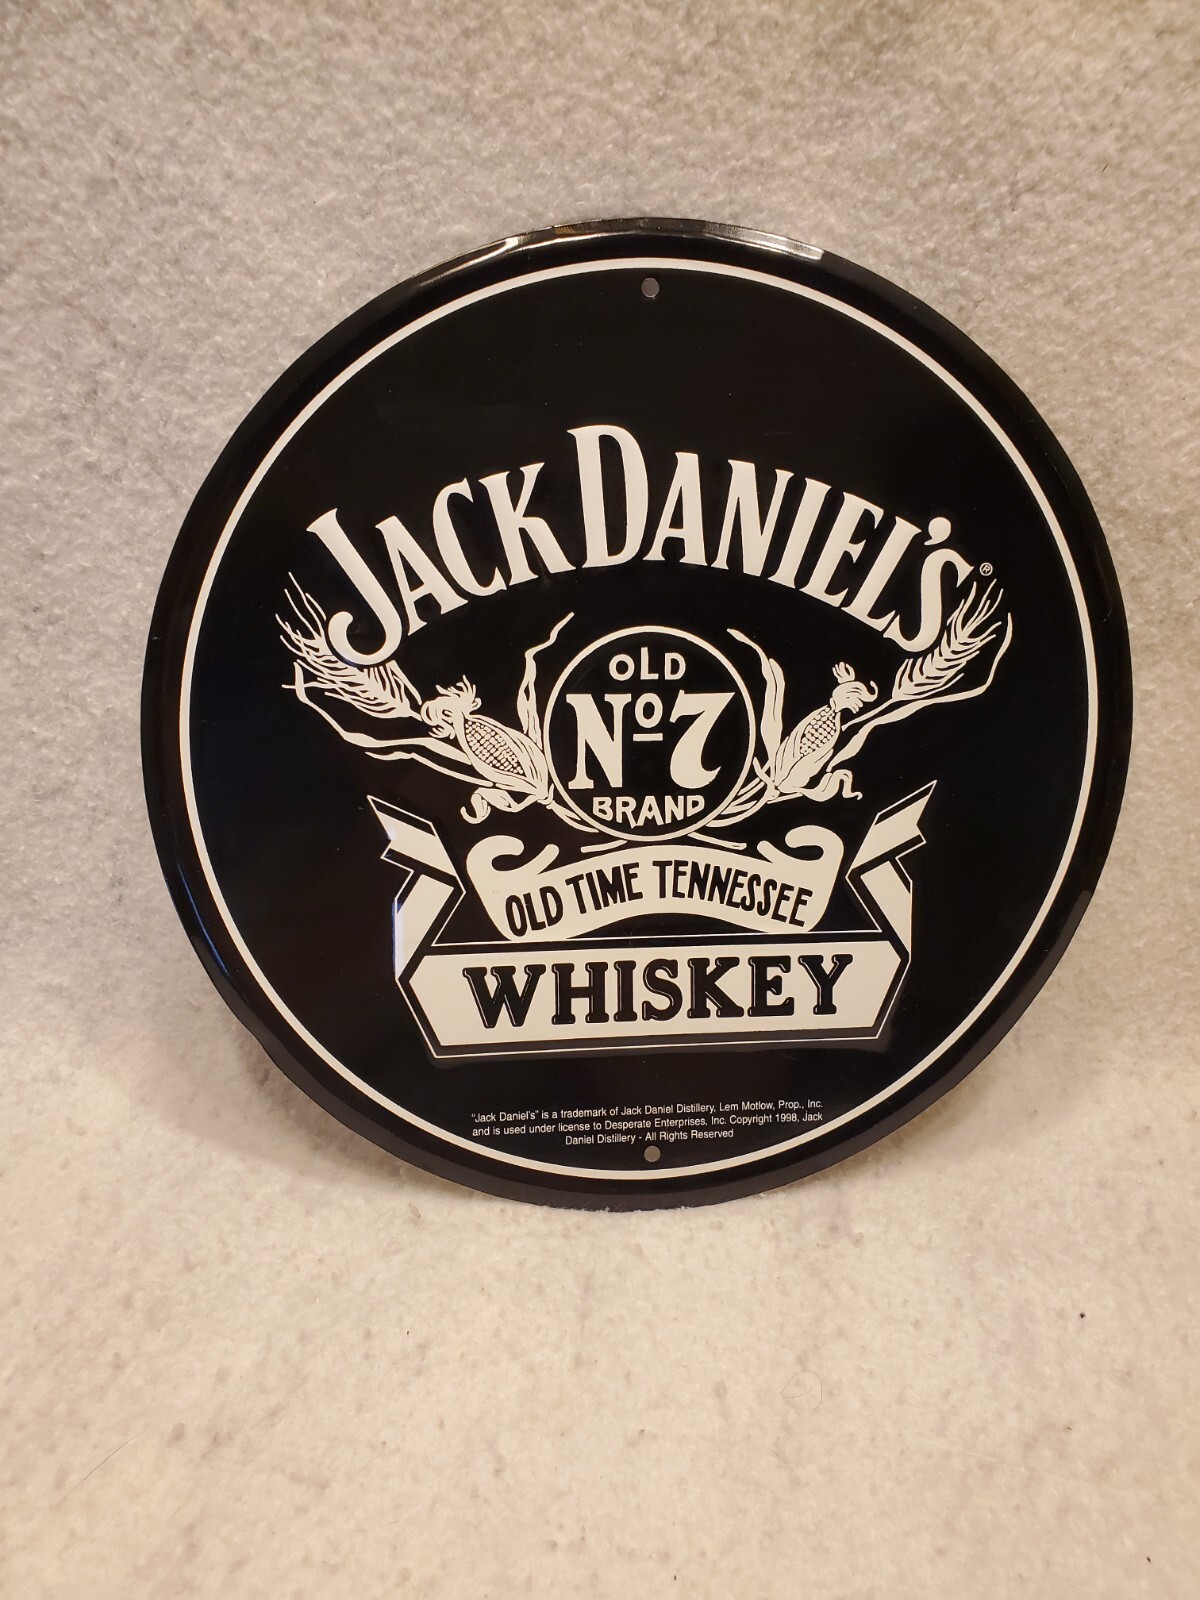 JACK DANIEL'S®
OLD
Nº7
BRAND
OLD TIME TENNESSEE
WHISKEY
"Jack Daniel's" is a trademark of Jack Daniel Distillery, Lem Motlow, Prop., Inc.
and is used under license to Desperate Enterprises, Inc. Copyright 1998, Jack
Daniel Distillery - All Rights Reserved